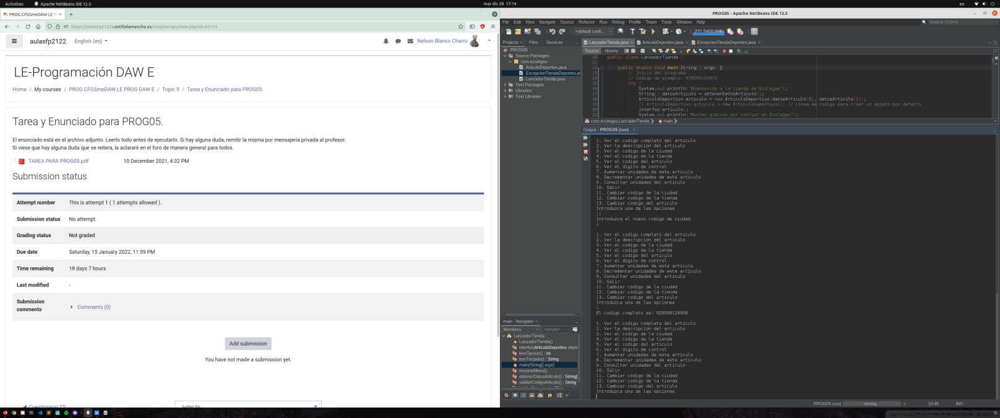 Activities
Apache NetBeans IDE 12.5
mar dic 28 17:14
en
PROG CFGSmeDAW LE P
https://aulasfp2122.castillalamancha.es/mod/assign/view.php?id=54125
aulasfp2122
English (en)
Nelson Blanco Charro
LE-Programación DAW E
Home / My courses / PROG CFGSmeDAW LE PROG DAW E / Topic 5 / Tarea y Enunciado para PROG05.
Tarea y Enunciado para PROG05.
El enunciado está en el archivo adjunto. Leerlo todo antes de ejecutarlo. Si hay alguna duda, remitir la misma por mensajería privada al profesor.
Si viese que hay alguna duda que se reitera, la aclararé en el foro de manera general para todos.
TAREA PARA PROG05.pdf
10 December 2021, 4:32 PM
Submission status
Attempt number This is attempt 1 ( 1 attempts allowed ).
Submission status No attempt
Grading status Not graded
Due date Saturday, 15 January 2022, 11:59 PM
Time remaining 18 days 7 hours
Last modified -
Submission comments Comments (0)
Add submission
You have not made a submission yet.
Cuestionario T5
Jump to...
PROG05 - Apache NetBeans IDE 12.5
File Edit View Navigate Source Refactor Run Debug Profile Team Tools Window Help
Search (Ctrl+I)
<default confi...
277.7/470.0MB
Projects Files Services
PROG05
Source Packages
com.ecolegas
ArticuloDeportivo.java
ExcepcionTiendaDeportes.ja
LanzadorTienda.java
Test Packages
Libraries
Test Libraries
LanzadorTienda.java
ArticuloDeportivo.java
ExcepcionTiendaDeportes.java
Source History
10 public class LanzadorTienda {
11
12 public static void main(String[] args) {
13 // Inicio del programa
14 // Codigo de ejemplo: 070500124973
15 try {
16 System.out.println("Bienvenido a la tienda de Ecolegas");
17 String[] datosArticulo = obtenerDatosArticulo();
18 ArticuloDeportivo articulo = new ArticuloDeportivo(datosArticulo[0], datosArticulo[1]);
19 // ArticuloDeportivo articulo = new ArticuloDeportivo(); // Linea de codigo para crear un objeto por defecto
20 interfaz(articulo);
21 System.out.println("Muchas gracias por confiar en Ecolegas");
com.ecolegas.LanzadorTienda
main
Output - PROG05 (run)
1. Ver el codigo completo del articulo
2. Ver la descripcion del articulo
3. Ver el codigo de la ciudad
4. Ver el codigo de la tienda
5. Ver el codigo del articulo
6. Ver el digito de control
7. Aumentar unidades de este articulo
8. Decrementar unidades de este articulo
9. Consultar unidades del articulo
10. Salir
11. Cambiar codigo de la ciudad
12. Cambiar codigo de la tienda
13. Cambiar codigo del articulo
Introduzca una de las opciones
11
Introduzca el nuevo codigo de ciudad
2
1. Ver el codigo completo del articulo
2. Ver la descripcion del articulo
3. Ver el codigo de la ciudad
4. Ver el codigo de la tienda
5. Ver el codigo del articulo
6. Ver el digito de control
7. Aumentar unidades de este articulo
8. Decrementar unidades de este articulo
9. Consultar unidades del articulo
10. Salir
11. Cambiar codigo de la ciudad
12. Cambiar codigo de la tienda
13. Cambiar codigo del articulo
Introduzca una de las opciones
1
El codigo completo es: 020500124968
1. Ver el codigo completo del articulo
2. Ver la descripcion del articulo
3. Ver el codigo de la ciudad
4. Ver el codigo de la tienda
5. Ver el codigo del articulo
6. Ver el digito de control
7. Aumentar unidades de este articulo
8. Decrementar unidades de este articulo
9. Consultar unidades del articulo
10. Salir
11. Cambiar codigo de la ciudad
12. Cambiar codigo de la tienda
13. Cambiar codigo del articulo
Introduzca una de las opciones
main - Navigator
Members
<empty>
LanzadorTienda
LanzadorTienda()
interfaz(ArticuloDeportivo objet
leerOpcion() : int
leerTeclado() : String
main(String[] args)
mostrarMenu()
obtenerDatosArticulo() : String[
validarCodigoArticulo() : String
PROG05 (run)
running...
12:45
INS